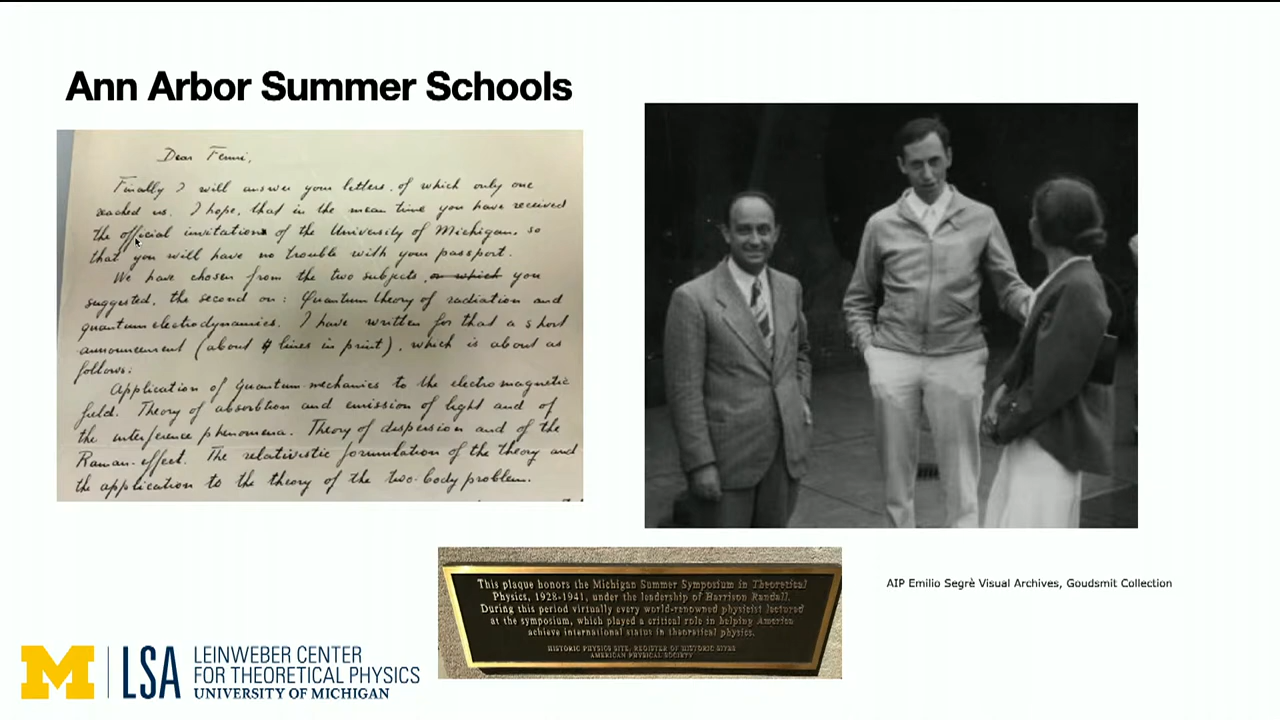 Ann Arbor Summer Schools
Dear Fermi,
Finally I will answer your letters, of which only one
reached us. I hope, that in the mean time you have received
the official invitations of the University of Michigan, so
that you will have no trouble with your passport.
We have chosen from the two subjects, on which you
suggested, the second on: Quantum theory of radiation and
quantum electrodynamics. I have written for that a short
announcement (about 4 lines in print), which is about as
follows:
Application of quantum-mechanics to the electromagnetic
field. Theory of absorbtion and emission of light and of
the interference phenomena. Theory of dispersion and of the
Raman-effect. The relativistic formulation of the theory and
the application to the theory of the two-body problem.
This plaque honors the Michigan Summer Symposium in Theoretical
Physics, 1928-1941, under the leadership of Harrison Randall.
During this period virtually every world-renowned physicist lectured
at the symposium, which played a critical role in helping America
achieve international status in theoretical physics.
HISTORIC PHYSICS SITE, REGISTER OF HISTORIC SITES
AMERICAN PHYSICAL SOCIETY
AIP Emilio Segrè Visual Archives, Goudsmit Collection
M LSA
LEINWEBER CENTER
FOR THEORETICAL PHYSICS
UNIVERSITY OF MICHIGAN